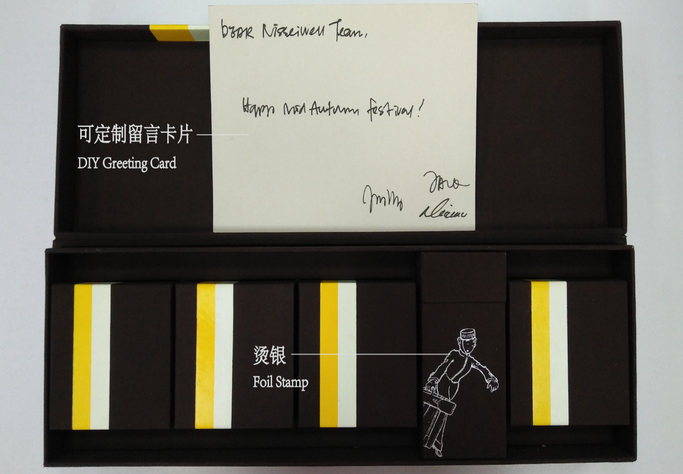 DEAR Nisseiwell Team,
Happy Mid Autumn festival!
可定制留言卡片
DIY Greeting Card
烫银
Foil Stamp